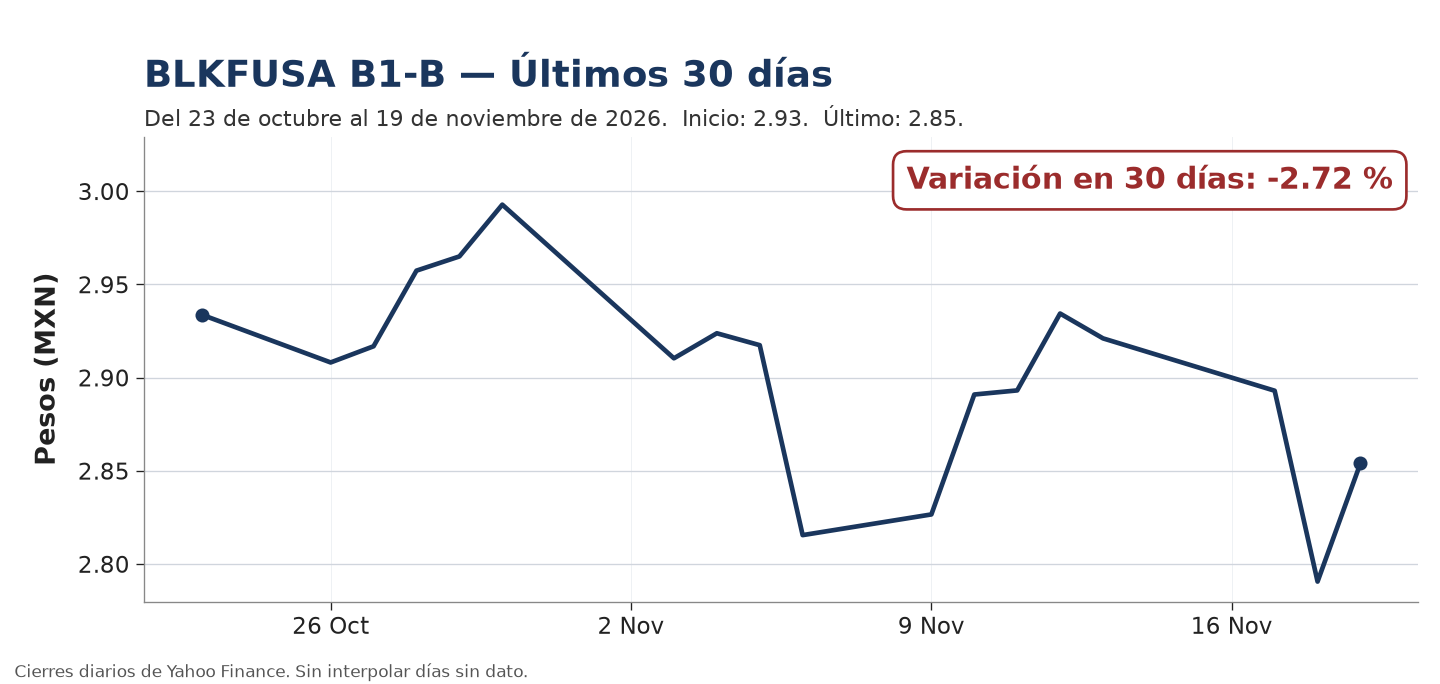 BLKFUSA B1-B — Últimos 30 días
Del 23 de octubre al 19 de noviembre de 2026.  Inicio: 2.93.  Último: 2.85.
Variación en 30 días: -2.72 %
Pesos (MXN)
3.00
2.95
2.90
2.85
2.80
26 Oct
2 Nov
9 Nov
16 Nov
Cierres diarios de Yahoo Finance. Sin interpolar días sin dato.